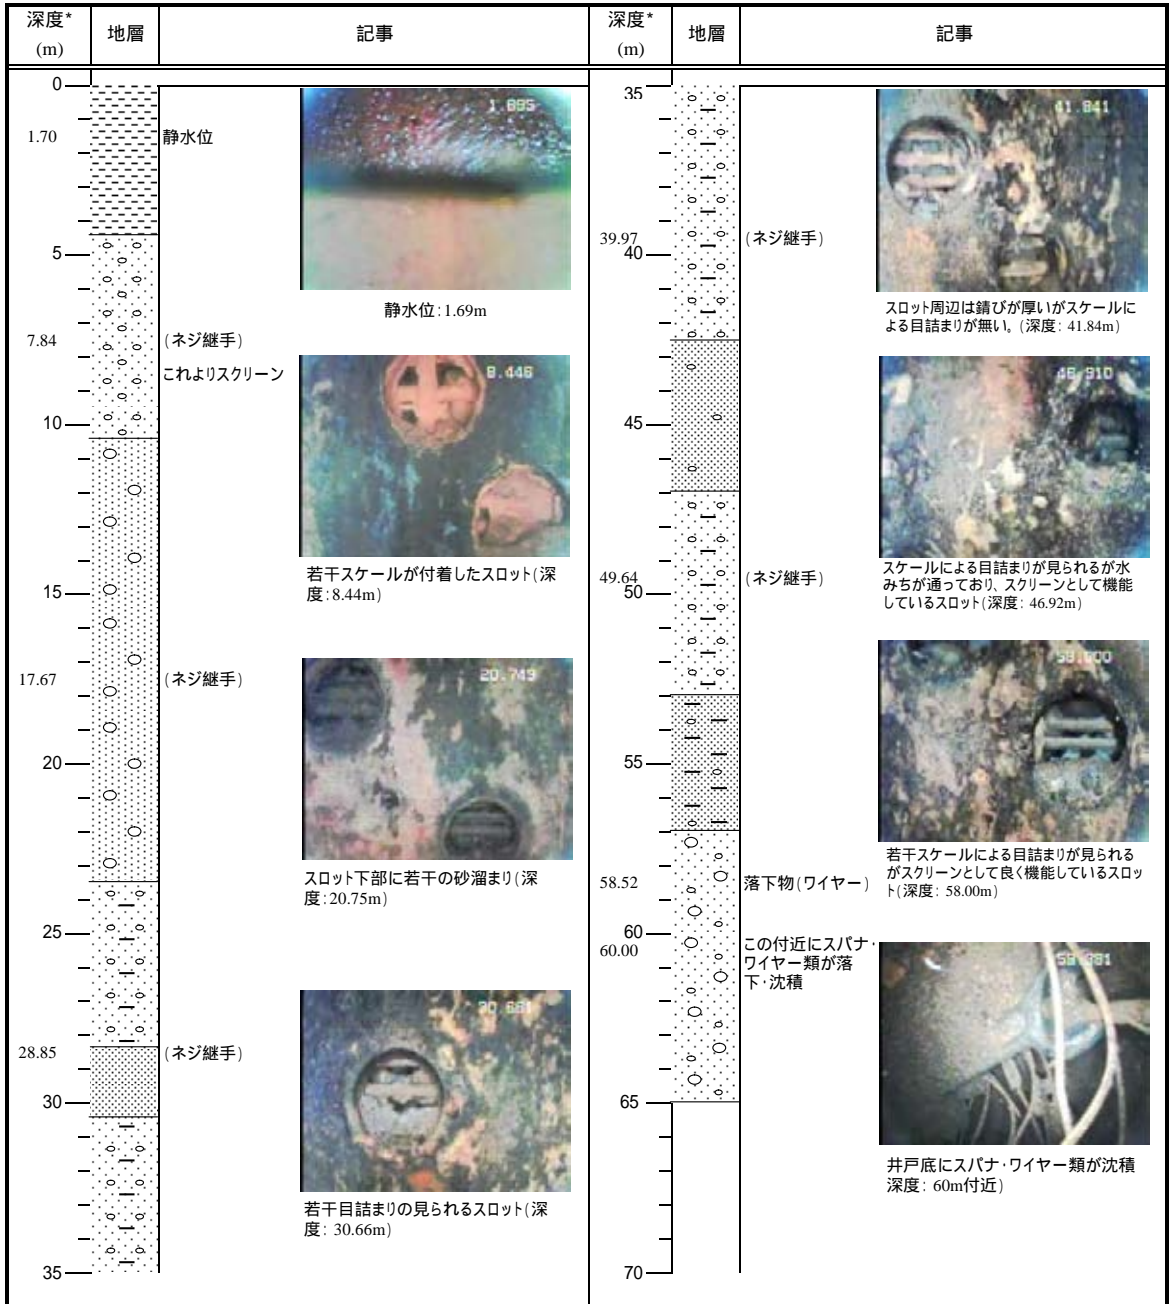 深度* 地層 記事
(m)
0
1.70 静水位
5
7.84 (ネジ継手)
これよりスクリーン
10
15
17.67 (ネジ継手)
20
25
28.85 (ネジ継手)
30
35
1.695
静水位:1.69m
8.446
若干スケールが付着したスロット(深
度:8.44m)
20.749
スロット下部に若干の砂溜まり(深
度:20.75m)
30.661
若干目詰まりの見られるスロット(深
度: 30.66m)
深度* 地層 記事
(m)
35
39.97 (ネジ継手)
40
45
49.64 (ネジ継手)
50
55
58.52 落下物(ワイヤー)
60
60.00 この付近にスパナ・
ワイヤー類が落
下・沈積
65
70
41.841
スロット周辺は錆びが厚いがスケールに
よる目詰まりが無い。(深度: 41.84m)
スケールによる目詰まりが見られるが水
みちが通っており、スクリーンとして機能
しているスロット(深度: 46.92m)
若干スケールによる目詰まりが見られる
がスクリーンとして良く機能しているスロッ
ト(深度: 58.00m)
井戸底にスパナ・ワイヤー類が沈積
深度: 60m付近)